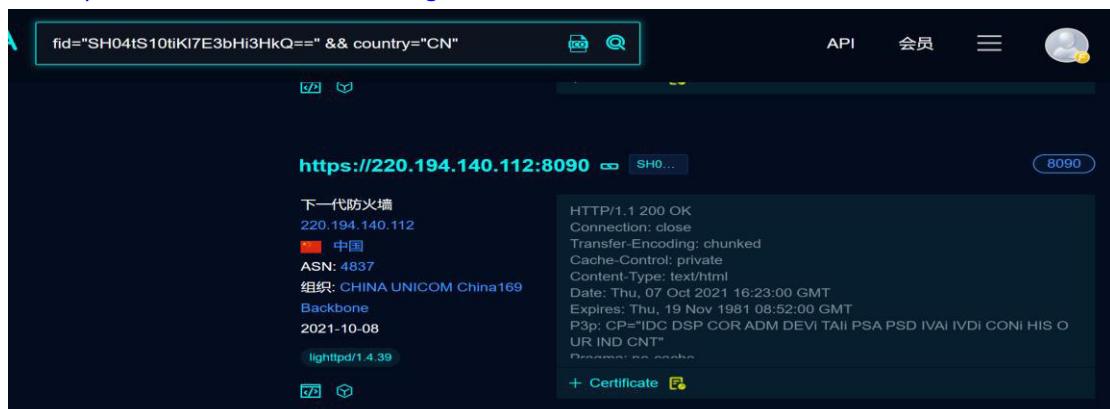 fid="SH04tS10tiKl7E3bHi3HkQ==" && country="CN"
API
会员
https://220.194.140.112:8090
SH0...
8090
下一代防火墙
220.194.140.112
中国
ASN: 4837
组织: CHINA UNICOM China169
Backbone
2021-10-08
lighttpd/1.4.39
HTTP/1.1 200 OK
Connection: close
Transfer-Encoding: chunked
Cache-Control: private
Content-Type: text/html
Date: Thu, 07 Oct 2021 16:23:00 GMT
Expires: Thu, 19 Nov 1981 08:52:00 GMT
P3p: CP="IDC DSP COR ADM DEVi TAIi PSA PSD IVAi IVDi CONi HIS O
UR IND CNT"
Pragma: no-cache
+ Certificate